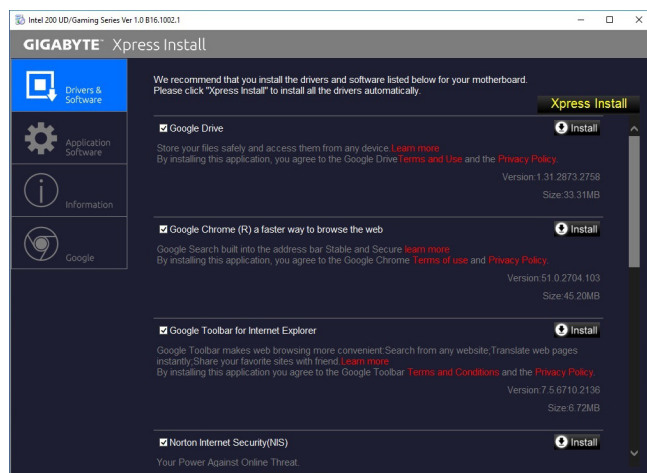 Intel 200 UD/Gaming Series Ver 1.0 B16.1002.1
GIGABYTE™ Xpress Install
Drivers &
Software
Application
Software
Information
Google
We recommend that you install the drivers and software listed below for your motherboard.
Please click "Xpress Install" to install all the drivers automatically.
Xpress Install
Google Drive
Install
Store your files safely and access them from any device.Learn more
By installing this application, you agree to the Google DriveTerms and Use and the Privacy Policy.
Version:1.31.2873.2758
Size:33.31MB
Google Chrome (R) a faster way to browse the web
Install
Google Search built into the address bar Stable and Secure learn more
By installing this application, you agree to the Google Chrome Terms of use and Privacy Policy.
Version:51.0.2704.103
Size:45.20MB
Google Toolbar for Internet Explorer
Install
Google Toolbar makes web browsing more convenient:Search from any website;Translate web pages
instantly;Share your favorite sites with friend.Learn more
By installing this application you agree to the Google Toolbar Terms and Conditions and the Privacy Policy.
Version:7.5.6710.2136
Size:6.72MB
Norton Internet Security(NIS)
Install
Your Power Against Online Threat.